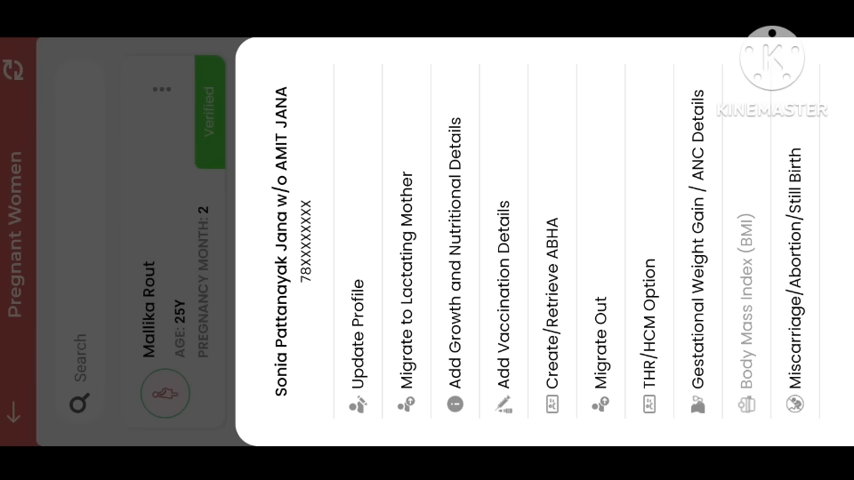 Pregnant Women
Search
Mallika Rout
AGE: 25Y
PREGNANCY MONTH: 2
Verified
Sonia Pattanayak Jana w/o AMIT JANA
78XXXXXXXX
Update Profile
Migrate to Lactating Mother
Add Growth and Nutritional Details
Add Vaccination Details
Create/Retrieve ABHA
Migrate Out
THR/HCM Option
Gestational Weight Gain / ANC Details
Body Mass Index (BMI)
Miscarriage/Abortion/Still Birth
K
KINEMASTER